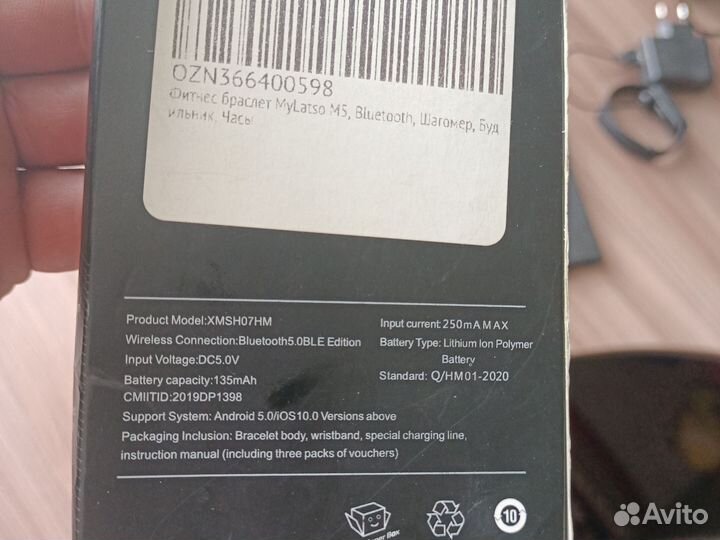 OZN366400598
Фитнес браслет MyLatso M5, Bluetooth, Шагомер, Буд
ильник, Часы
Product Model:XMSH07HM
Wireless Connection:Bluetooth5.0BLE Edition
Input Voltage:DC5.0V
Battery capacity:135mAh
CMIITID:2019DP1398
Input current:250mAMAX
Battery Type: Lithium Ion Polymer
Battery
Standard: Q/HM01-2020
Support System: Android 5.0/iOS10.0 Versions above
Packaging Inclusion: Bracelet body, wristband, special charging line,
instruction manual (including three packs of vouchers)
Box
10
Avito